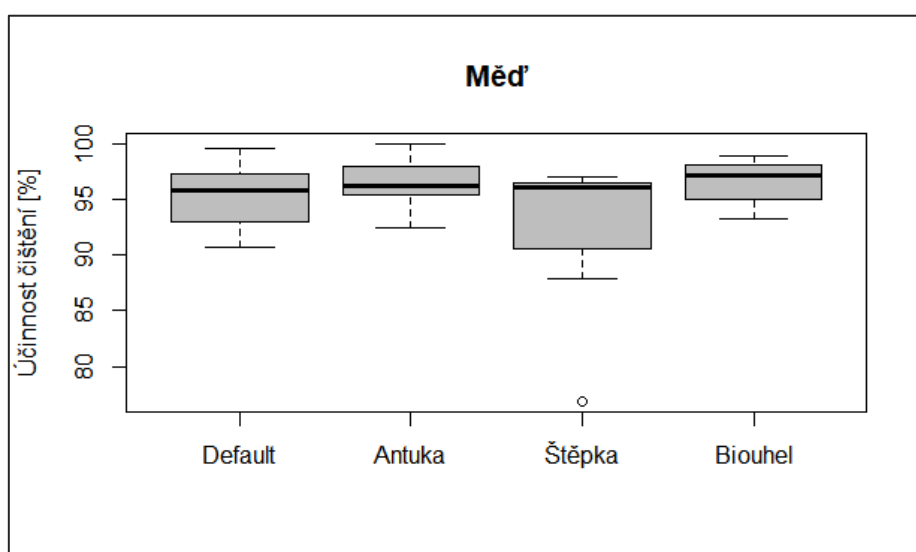 Měď
Účinnost čištění [%]
100
95
90
85
80
Default Antuka Štěpka Biouhel